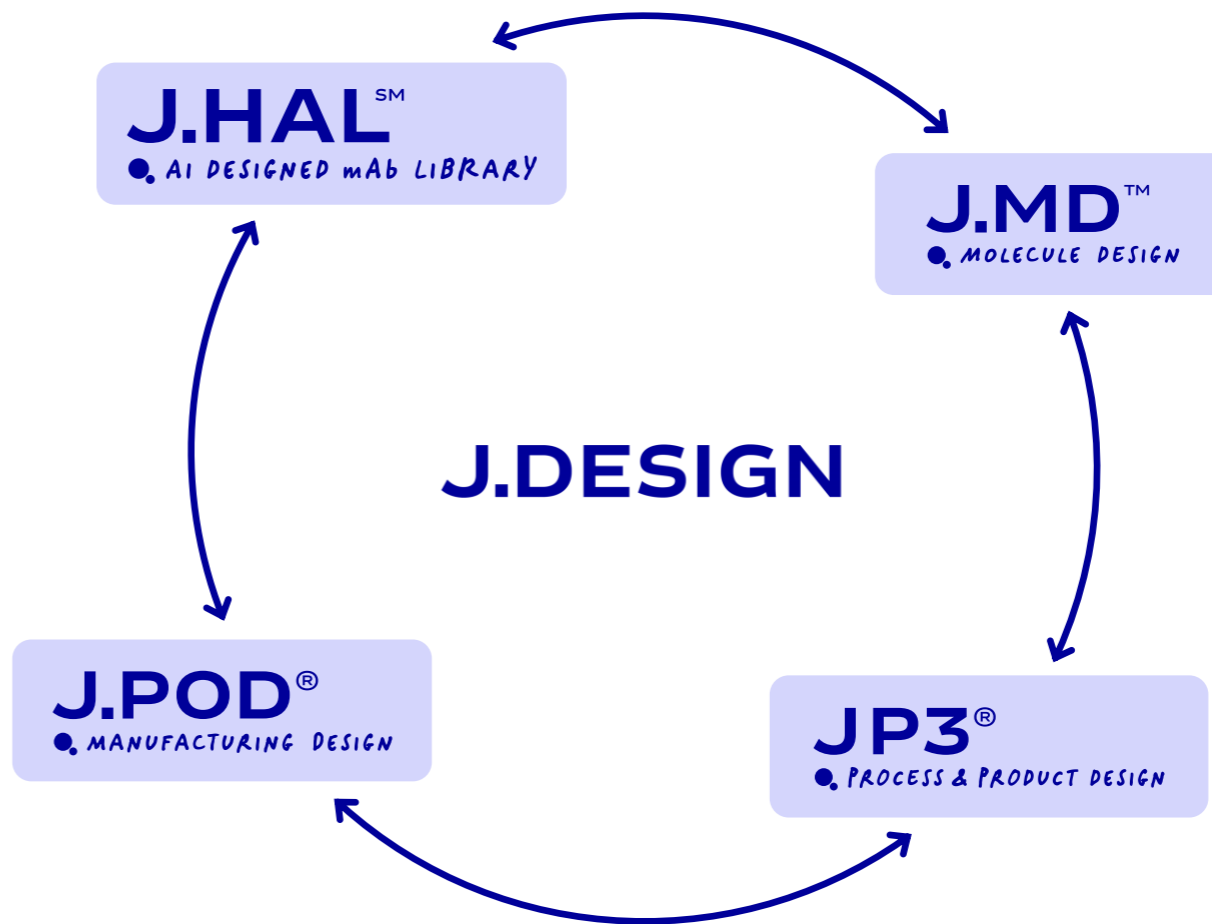 J.HAL℠
AI DESIGNED mAb LIBRARY
J.MD™
MOLECULE DESIGN
J.DESIGN
J.POD®
MANUFACTURING DESIGN
JP3®
PROCESS & PRODUCT DESIGN